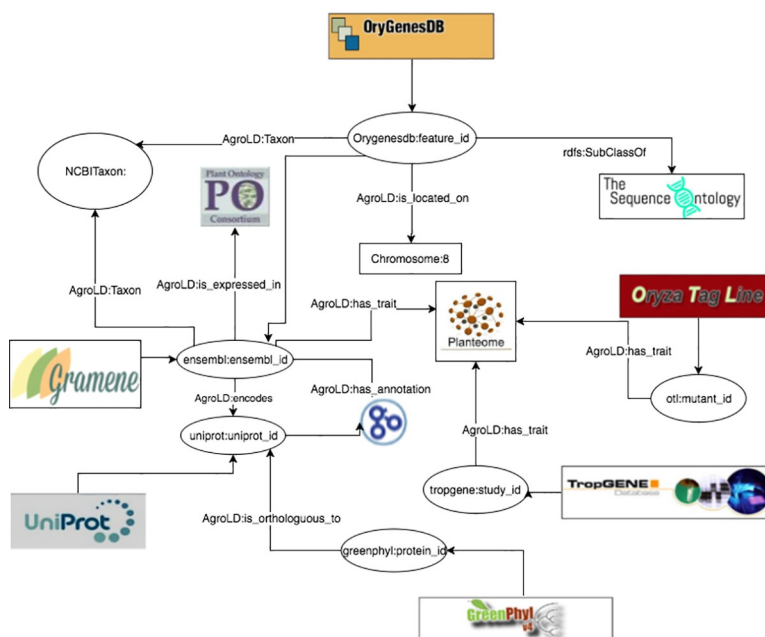 OryGenesDB
AgroLD:Taxon
Orygenesdb:feature_id
rdfs:SubClassOf
NCBITaxon:
Plant Ontology
PO
Consortium
AgroLD:is_located_on
The
Sequence Ontology
Chromosome:8
AgroLD:Taxon
AgroLD:is_expressed_in
AgroLD:has_trait
Oryza Tag Line
Planteome
AgroLD:has_trait
Gramene
ensembl:ensembl_id
AgroLD:has_annotation
otl:mutant_id
AgroLD:encodes
uniprot:uniprot_id
AgroLD:has_trait
UniProt
tropgene:study_id
TropGENE
Database
AgroLD:is_orthologuous_to
greenphyl:protein_id
GreenPhyl
v4